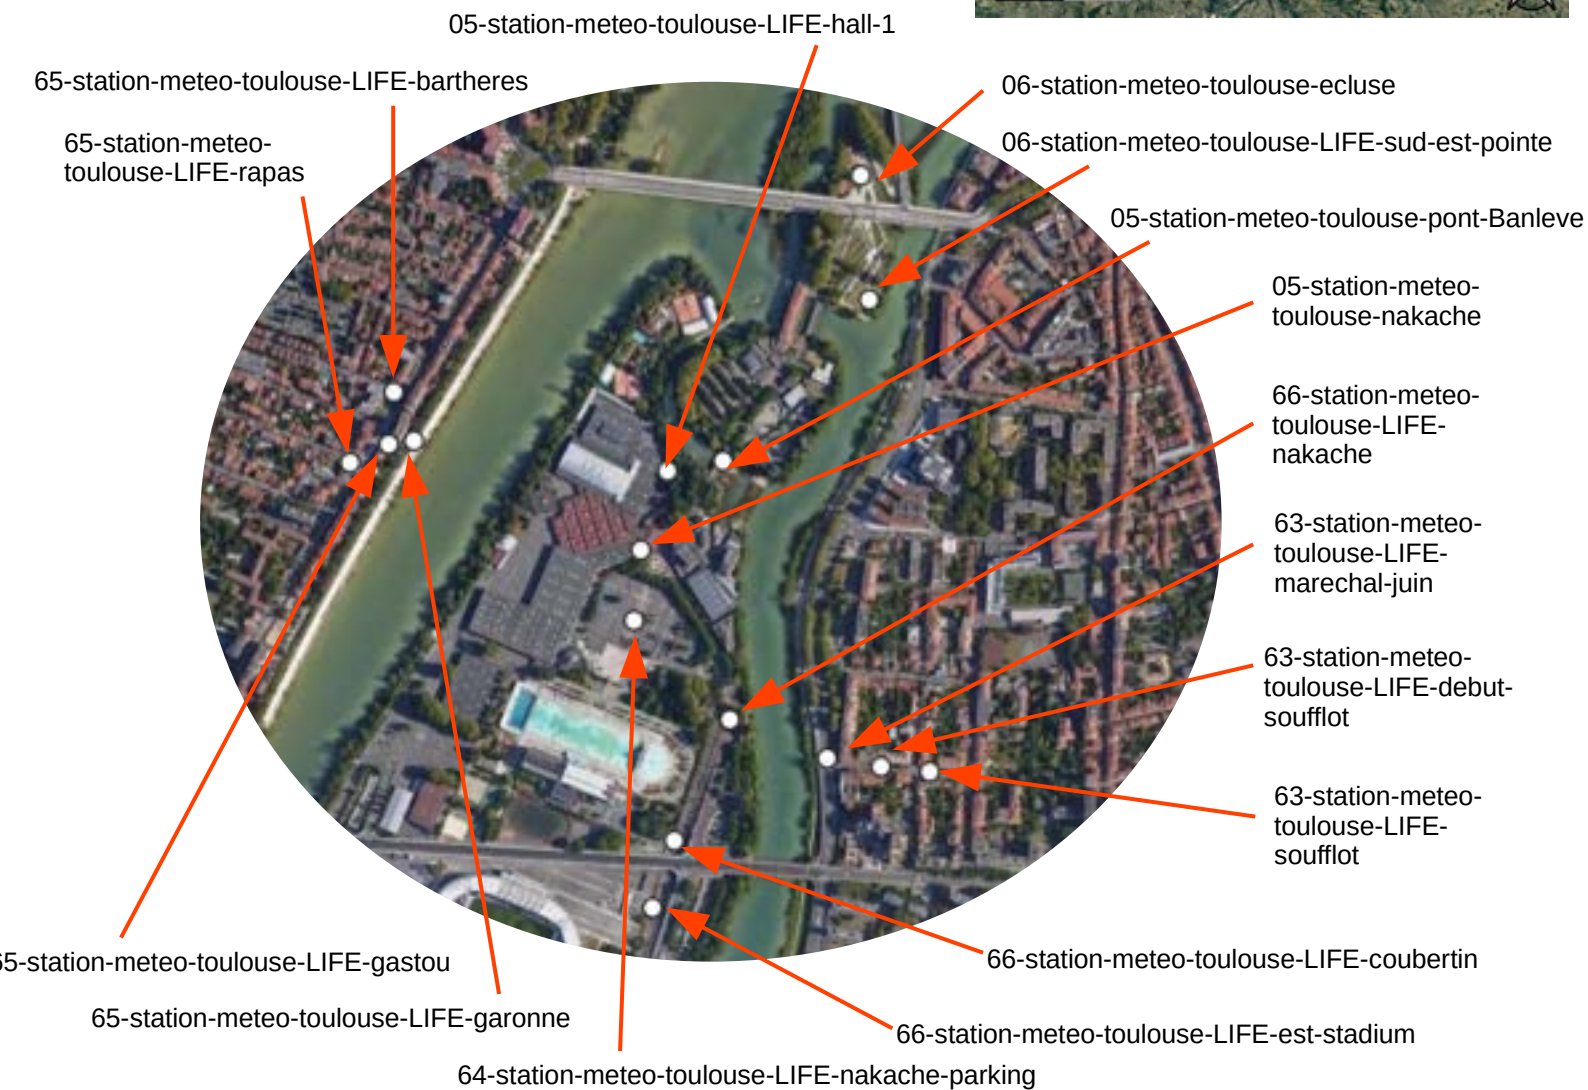 05-station-meteo-toulouse-LIFE-hall-1
65-station-meteo-toulouse-LIFE-bartheres
06-station-meteo-toulouse-ecluse
65-station-meteo-
toulouse-LIFE-rapas
06-station-meteo-toulouse-LIFE-sud-est-pointe
05-station-meteo-toulouse-pont-Banleve
05-station-meteo-
toulouse-nakache
66-station-meteo-
toulouse-LIFE-
nakache
63-station-meteo-
toulouse-LIFE-
marechal-juin
63-station-meteo-
toulouse-LIFE-debut-
soufflot
63-station-meteo-
toulouse-LIFE-
soufflot
65-station-meteo-toulouse-LIFE-gastou
66-station-meteo-toulouse-LIFE-coubertin
65-station-meteo-toulouse-LIFE-garonne
66-station-meteo-toulouse-LIFE-est-stadium
64-station-meteo-toulouse-LIFE-nakache-parking